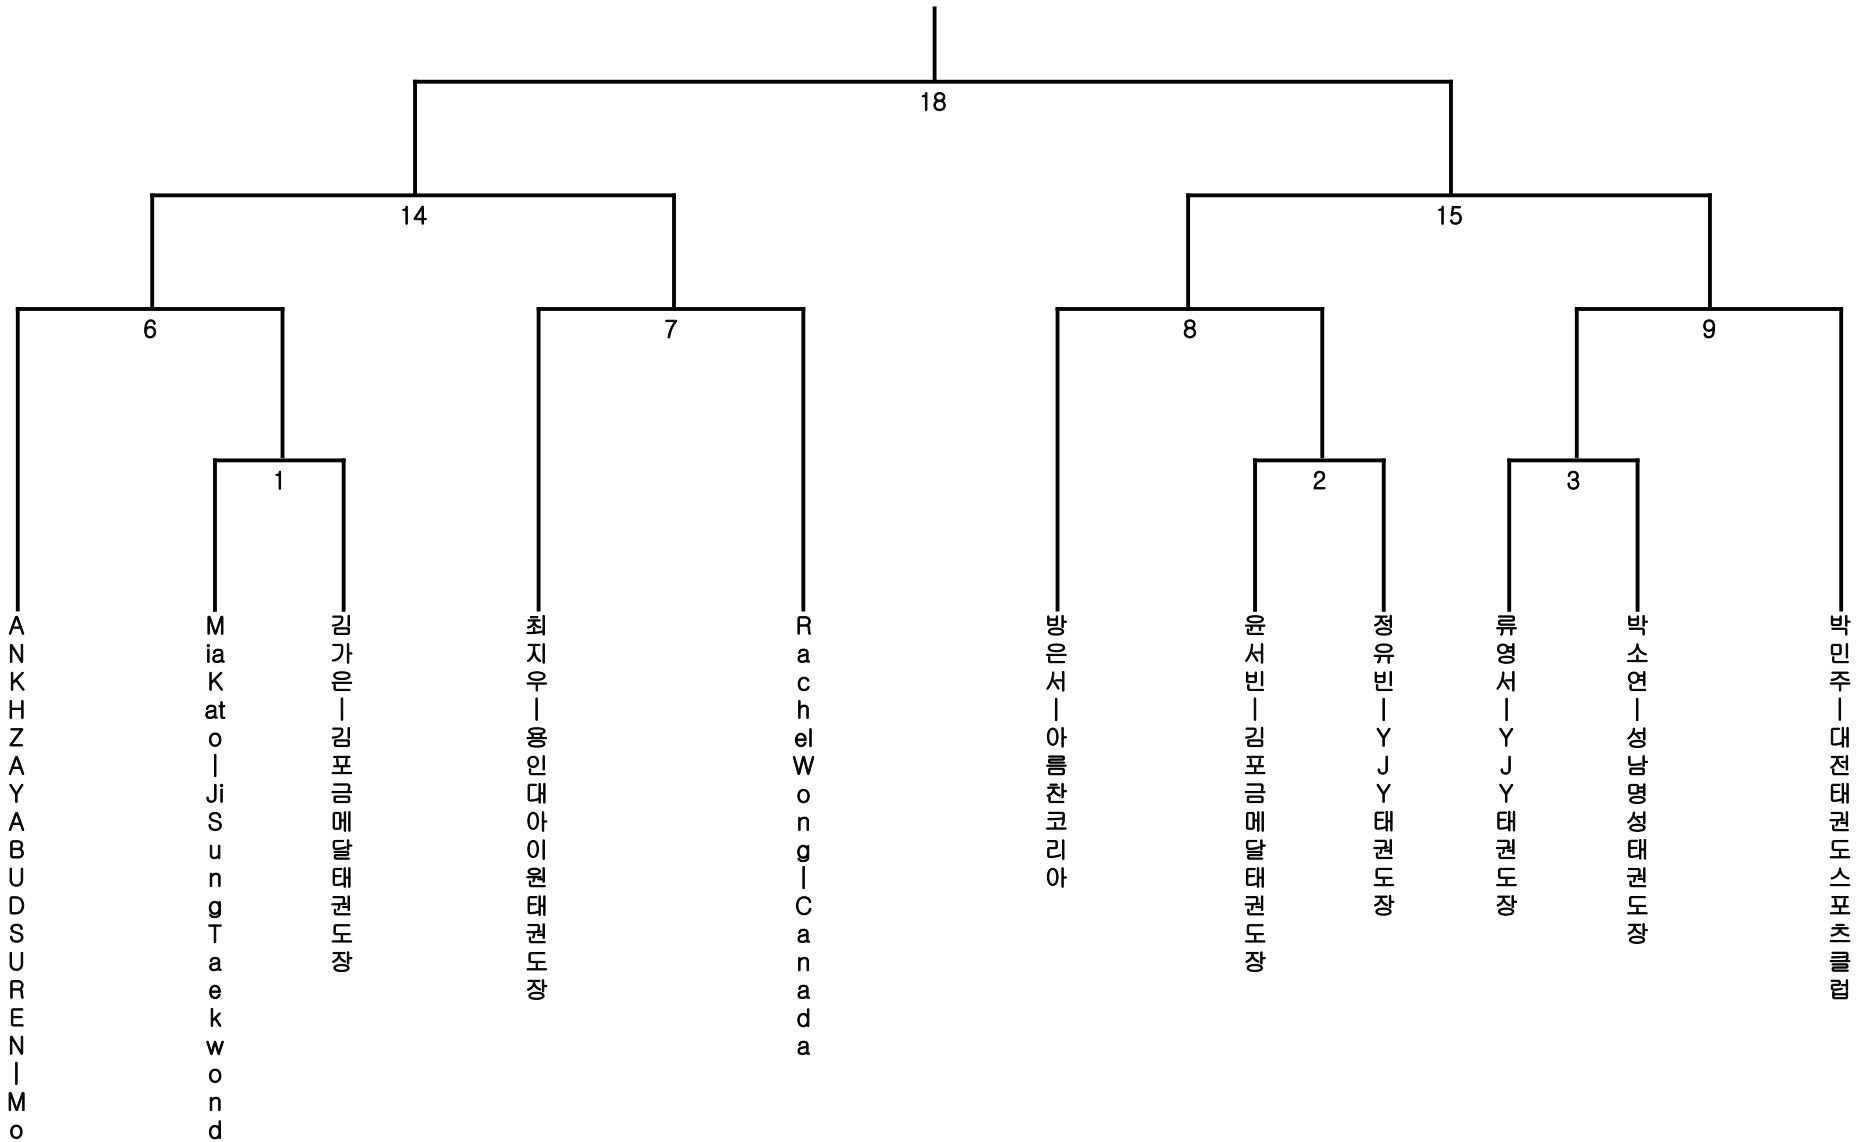 18
14
15
6
7
8
9
1
2
3
ANKHZAYABUDSUREN|Mo
MiaKato|JiSungTaekwond
김가은|김포금메달태권도장
최지우|용인대아이원태권도장
RachelWong|Canada
방은서|아름찬코리아
윤서빈|김포금메달태권도장
정유빈|YJY태권도장
류영서|YJY태권도장
박소연|성남명성태권도장
박민주|대전태권도스포츠클럽